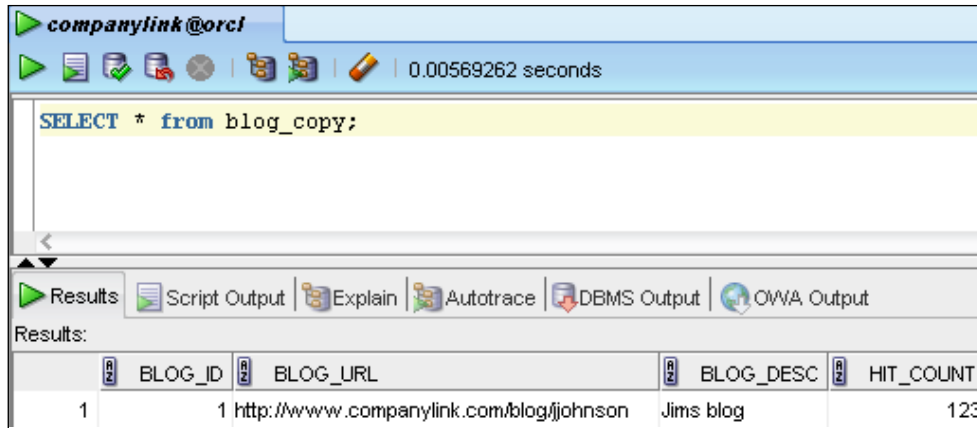 companylink@orcl
0.00569262 seconds
SELECT * from blog_copy;
Results Script Output Explain Autotrace DBMS Output OWA Output
Results:
BLOG_ID BLOG_URL BLOG_DESC HIT_COUNT
1 1 http://www.companylink.com/blog/jjohnson Jims blog 123